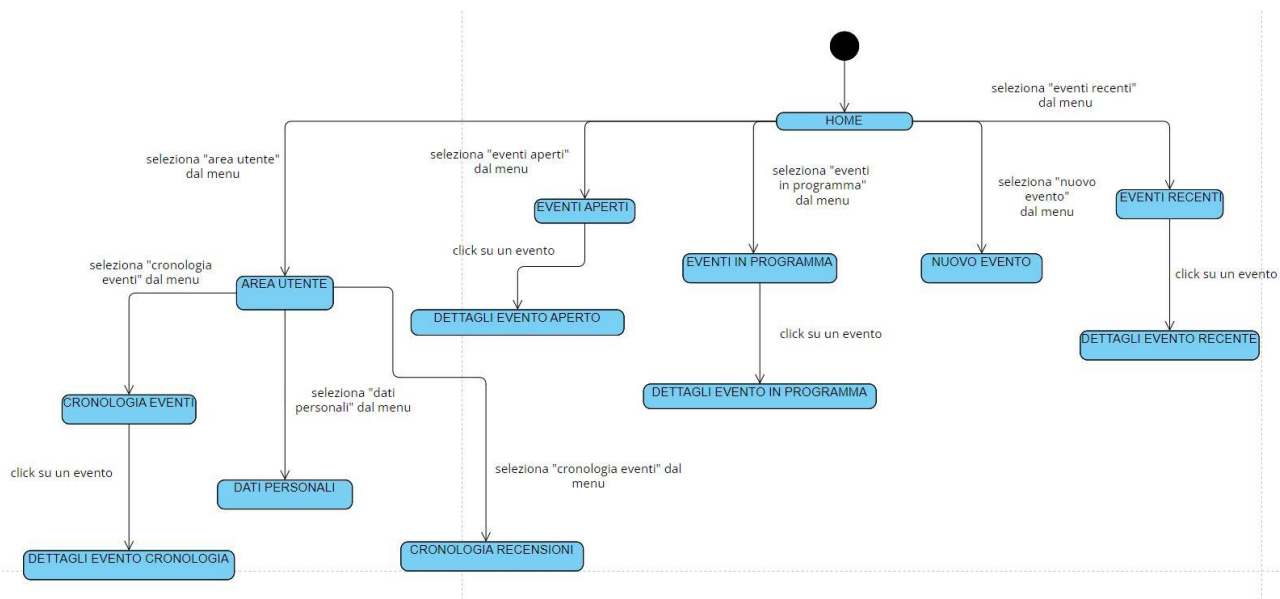 seleziona "eventi recenti"
dal menu
HOME
seleziona "area utente"
dal menu
seleziona "eventi aperti"
dal menu
seleziona "eventi
in programma"
dal menu
seleziona "nuovo
evento"
dal menu
EVENTI RECENTI
EVENTI APERTI
click su un evento
EVENTI IN PROGRAMMA
NUOVO EVENTO
click su un evento
seleziona "cronologia
eventi" dal menu
AREA UTENTE
DETTAGLI EVENTO APERTO
click su un evento
DETTAGLI EVENTO RECENTE
DETTAGLI EVENTO IN PROGRAMMA
seleziona "dati
personali" dal menu
CRONOLOGIA EVENTI
click su un evento
seleziona "cronologia eventi" dal
menu
DATI PERSONALI
DETTAGLI EVENTO CRONOLOGIA
CRONOLOGIA RECENSIONI